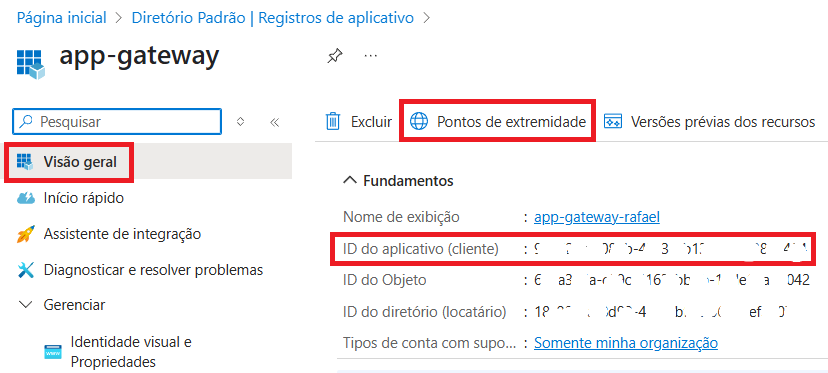 Página inicial > Diretório Padrão | Registros de aplicativo >
app-gateway
Pesquisar
Excluir
Pontos de extremidade
Versões prévias dos recursos
Visão geral
Início rápido
Assistente de integração
Diagnosticar e resolver problemas
Gerenciar
Identidade visual e
Propriedades
Fundamentos
Nome de exibição : app-gateway-rafael
ID do aplicativo (cliente) :
ID do Objeto :
ID do diretório (locatário) :
Tipos de conta com supo... : Somente minha organização